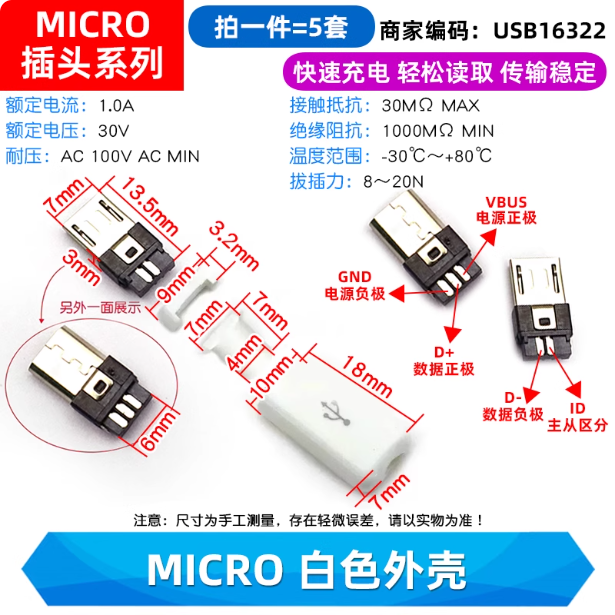 MICRO
插头系列
拍一件=5套
商家编码：USB16322
快速充电 轻松读取 传输稳定
额定电流：1.0A
额定电压：30V
耐压：AC 100V AC MIN
接触抵抗：30MΩ MAX
绝缘阻抗：1000MΩ MIN
温度范围：-30℃～+80℃
拔插力：8～20N
7mm
13.5mm
3mm
3.2mm
9mm
7mm
7mm
4mm
10mm
18mm
7mm
另外一面展示
6mm
VBUS
电源正极
GND
电源负极
D+
数据正极
D-
数据负极
ID
主从区分
注意：尺寸为手工测量，存在轻微误差，请以实物为准！
MICRO 白色外壳